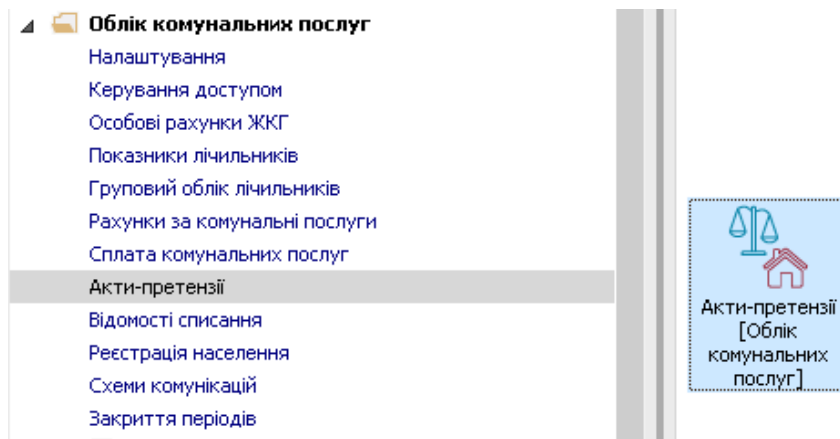 Облік комунальних послуг
Налаштування
Керування доступом
Особові рахунки ЖКГ
Показники лічильників
Груповий облік лічильників
Рахунки за комунальні послуги
Сплата комунальних послуг
Акти-претензії
Відомості списання
Реєстрація населення
Схеми комунікацій
Закриття періодів
Акти-претензії
[Облік
комунальних
послуг]